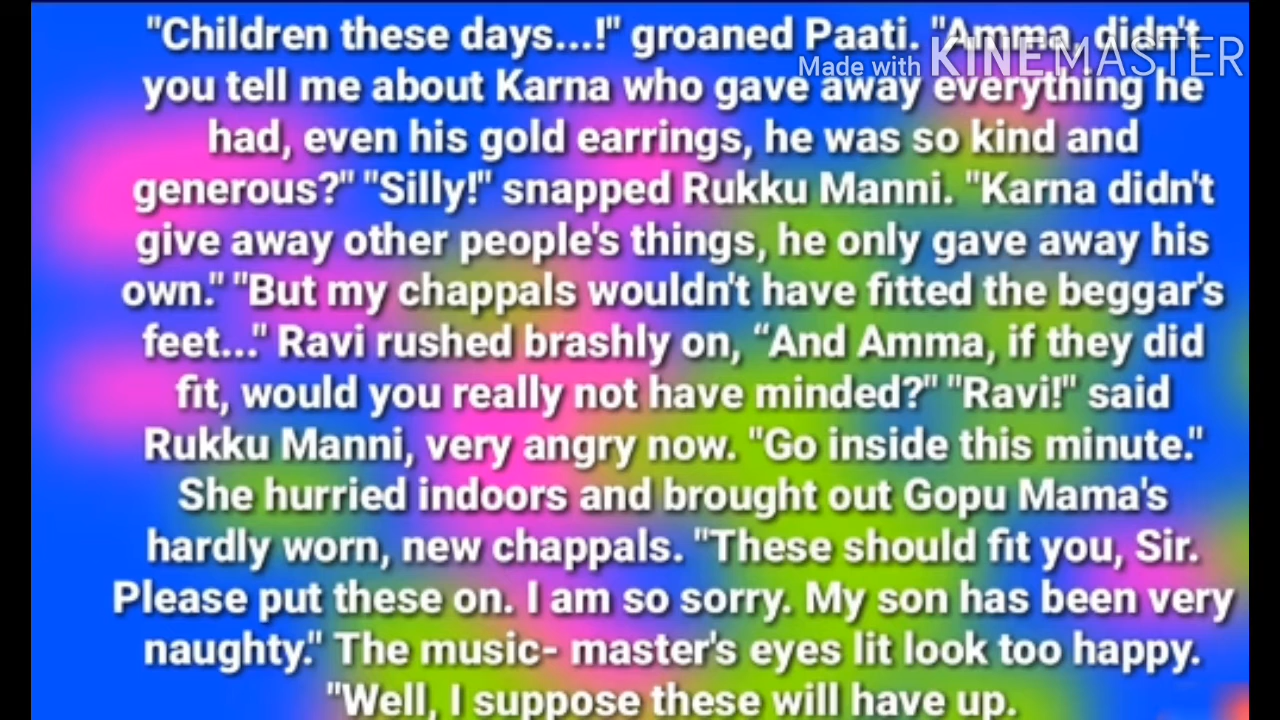 "Children these days...!" groaned Paati. "Amma, didn't
Made with KINEMASTER
you tell me about Karna who gave away everything he
had, even his gold earrings, he was so kind and
generous?" "Silly!" snapped Rukku Manni. "Karna didn't
give away other people's things, he only gave away his
own." "But my chappals wouldn't have fitted the beggar's
feet..." Ravi rushed brashly on, “And Amma, if they did
fit, would you really not have minded?" "Ravi!" said
Rukku Manni, very angry now. "Go inside this minute."
She hurried indoors and brought out Gopu Mama's
hardly worn, new chappals. "These should fit you, Sir.
Please put these on. I am so sorry. My son has been very
naughty." The music- master's eyes lit look too happy.
"Well, I suppose these will have up.